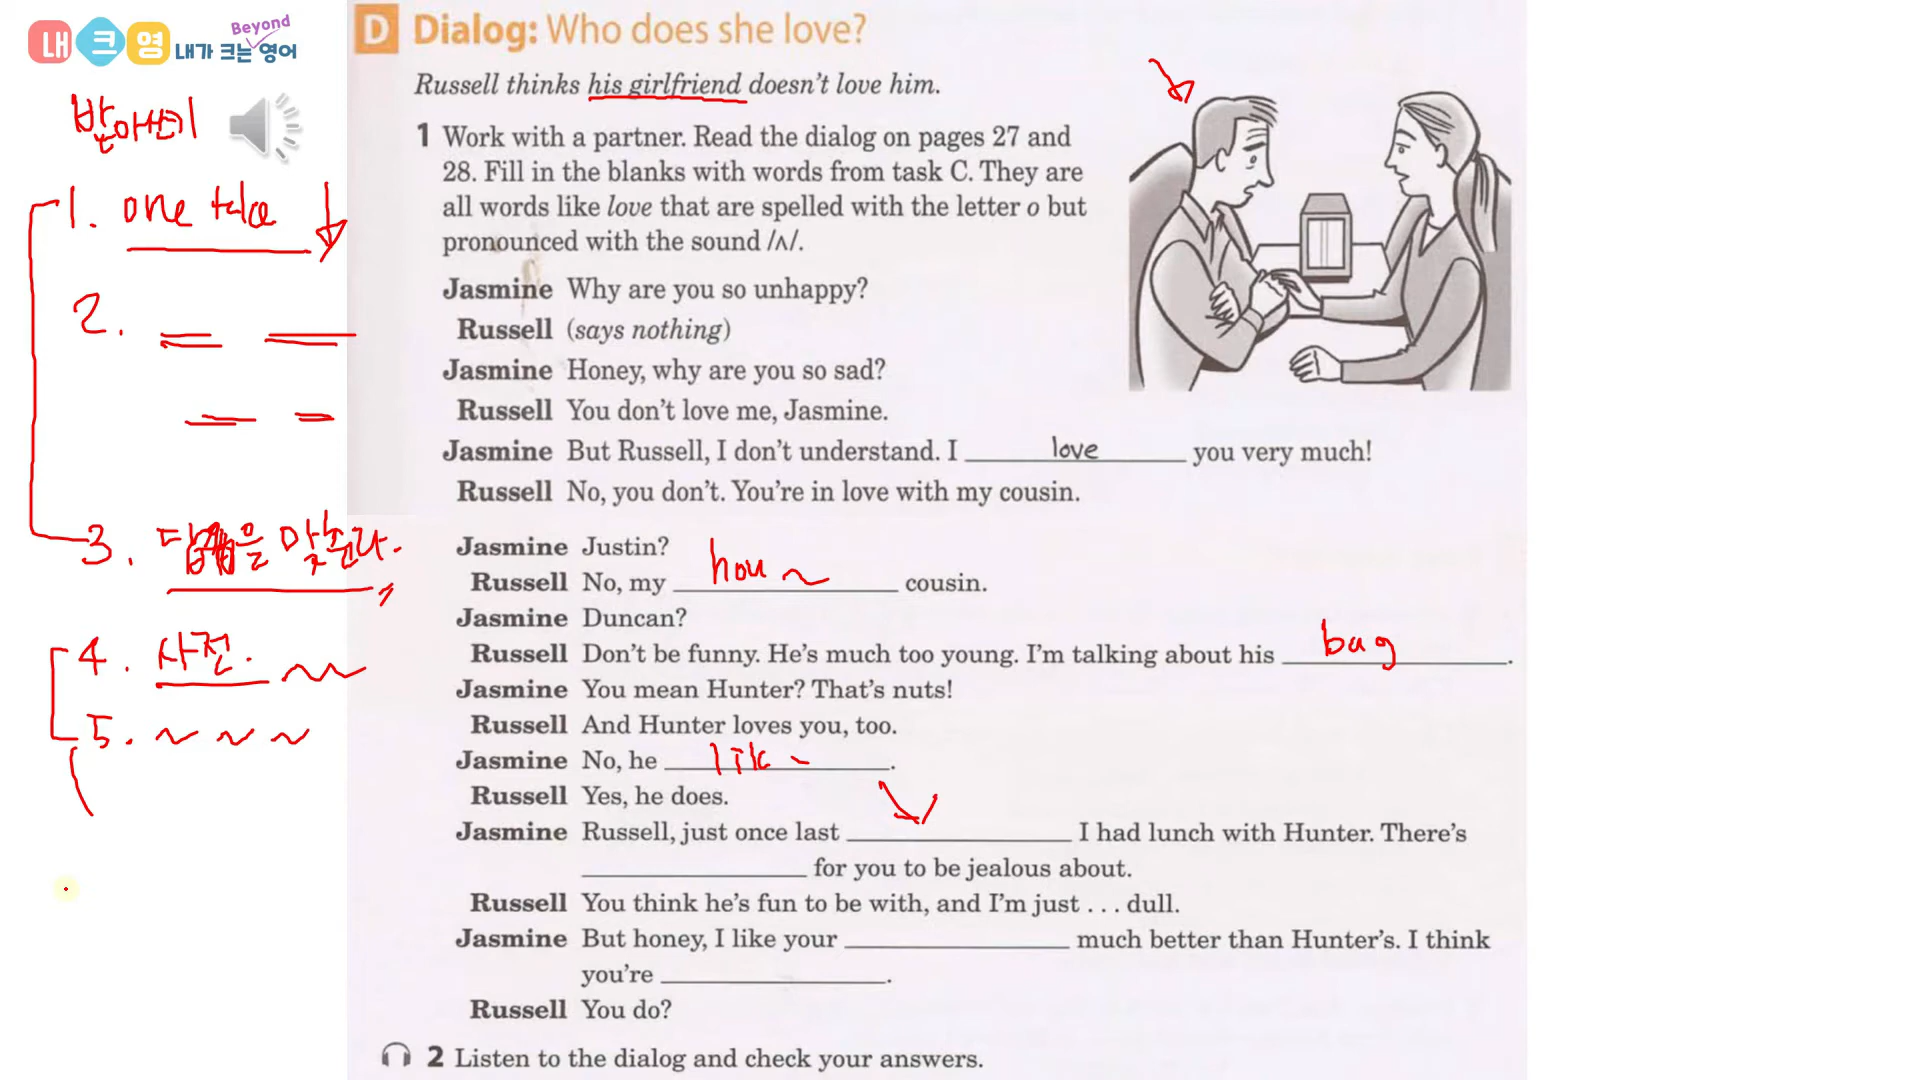 내 크 영 Beyond 내가 크는 영어
받아쓰기
1. one take
2.
3. 답을 맞춘다.
4. 사전.
5.
D Dialog: Who does she love?
Russell thinks his girlfriend doesn't love him.
1 Work with a partner. Read the dialog on pages 27 and
28. Fill in the blanks with words from task C. They are
all words like love that are spelled with the letter o but
pronounced with the sound /ʌ/.
Jasmine Why are you so unhappy?
Russell (says nothing)
Jasmine Honey, why are you so sad?
Russell You don't love me, Jasmine.
Jasmine But Russell, I don't understand. I love you very much!
Russell No, you don't. You're in love with my cousin.
Jasmine Justin?
Russell No, my hou cousin.
Jasmine Duncan?
Russell Don't be funny. He's much too young. I'm talking about his bag.
Jasmine You mean Hunter? That's nuts!
Russell And Hunter loves you, too.
Jasmine No, he .
Russell Yes, he does.
Jasmine Russell, just once last I had lunch with Hunter. There's
for you to be jealous about.
Russell You think he's fun to be with, and I'm just . . . dull.
Jasmine But honey, I like your much better than Hunter's. I think
you're .
Russell You do?
2 Listen to the dialog and check your answers.